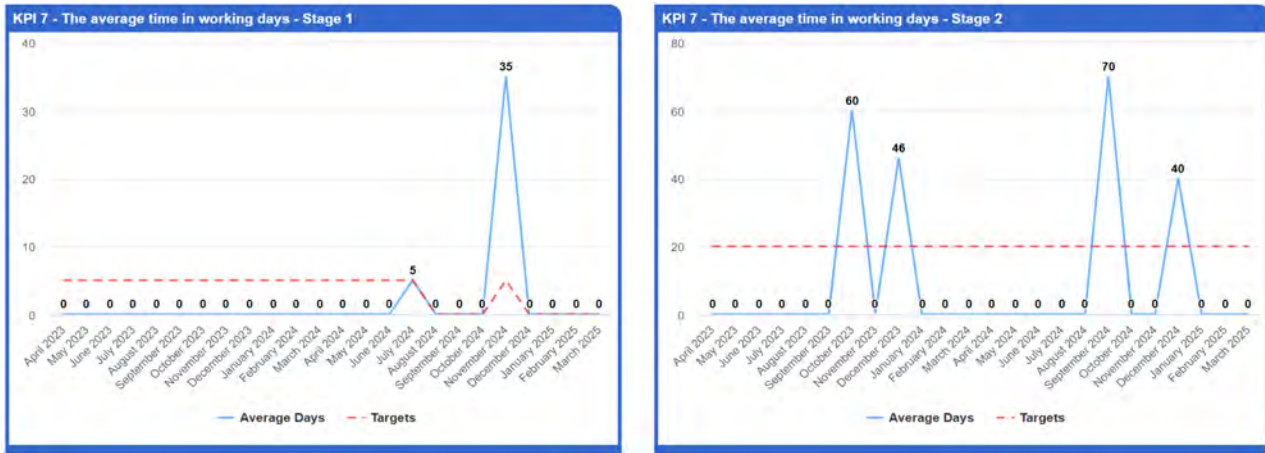 KPI 7 - The average time in working days - Stage 1
40
30
20
10
0
35
5
0 0 0 0 0 0 0 0 0 0 0 0 0 0 0 0 0 0 0 0 0 0
April 2023
May 2023
June 2023
July 2023
August 2023
September 2023
October 2023
November 2023
December 2023
January 2024
February 2024
March 2024
April 2024
May 2024
June 2024
July 2024
August 2024
September 2024
October 2024
November 2024
December 2024
January 2025
February 2025
March 2025
Average Days Targets
KPI 7 - The average time in working days - Stage 2
80
60
40
20
0
60
46
70
40
0 0 0 0 0 0 0 0 0 0 0 0 0 0 0 0 0 0 0 0
April 2023
May 2023
June 2023
July 2023
August 2023
September 2023
October 2023
November 2023
December 2023
January 2024
February 2024
March 2024
April 2024
May 2024
June 2024
July 2024
August 2024
September 2024
October 2024
November 2024
December 2024
January 2025
February 2025
March 2025
Average Days Targets